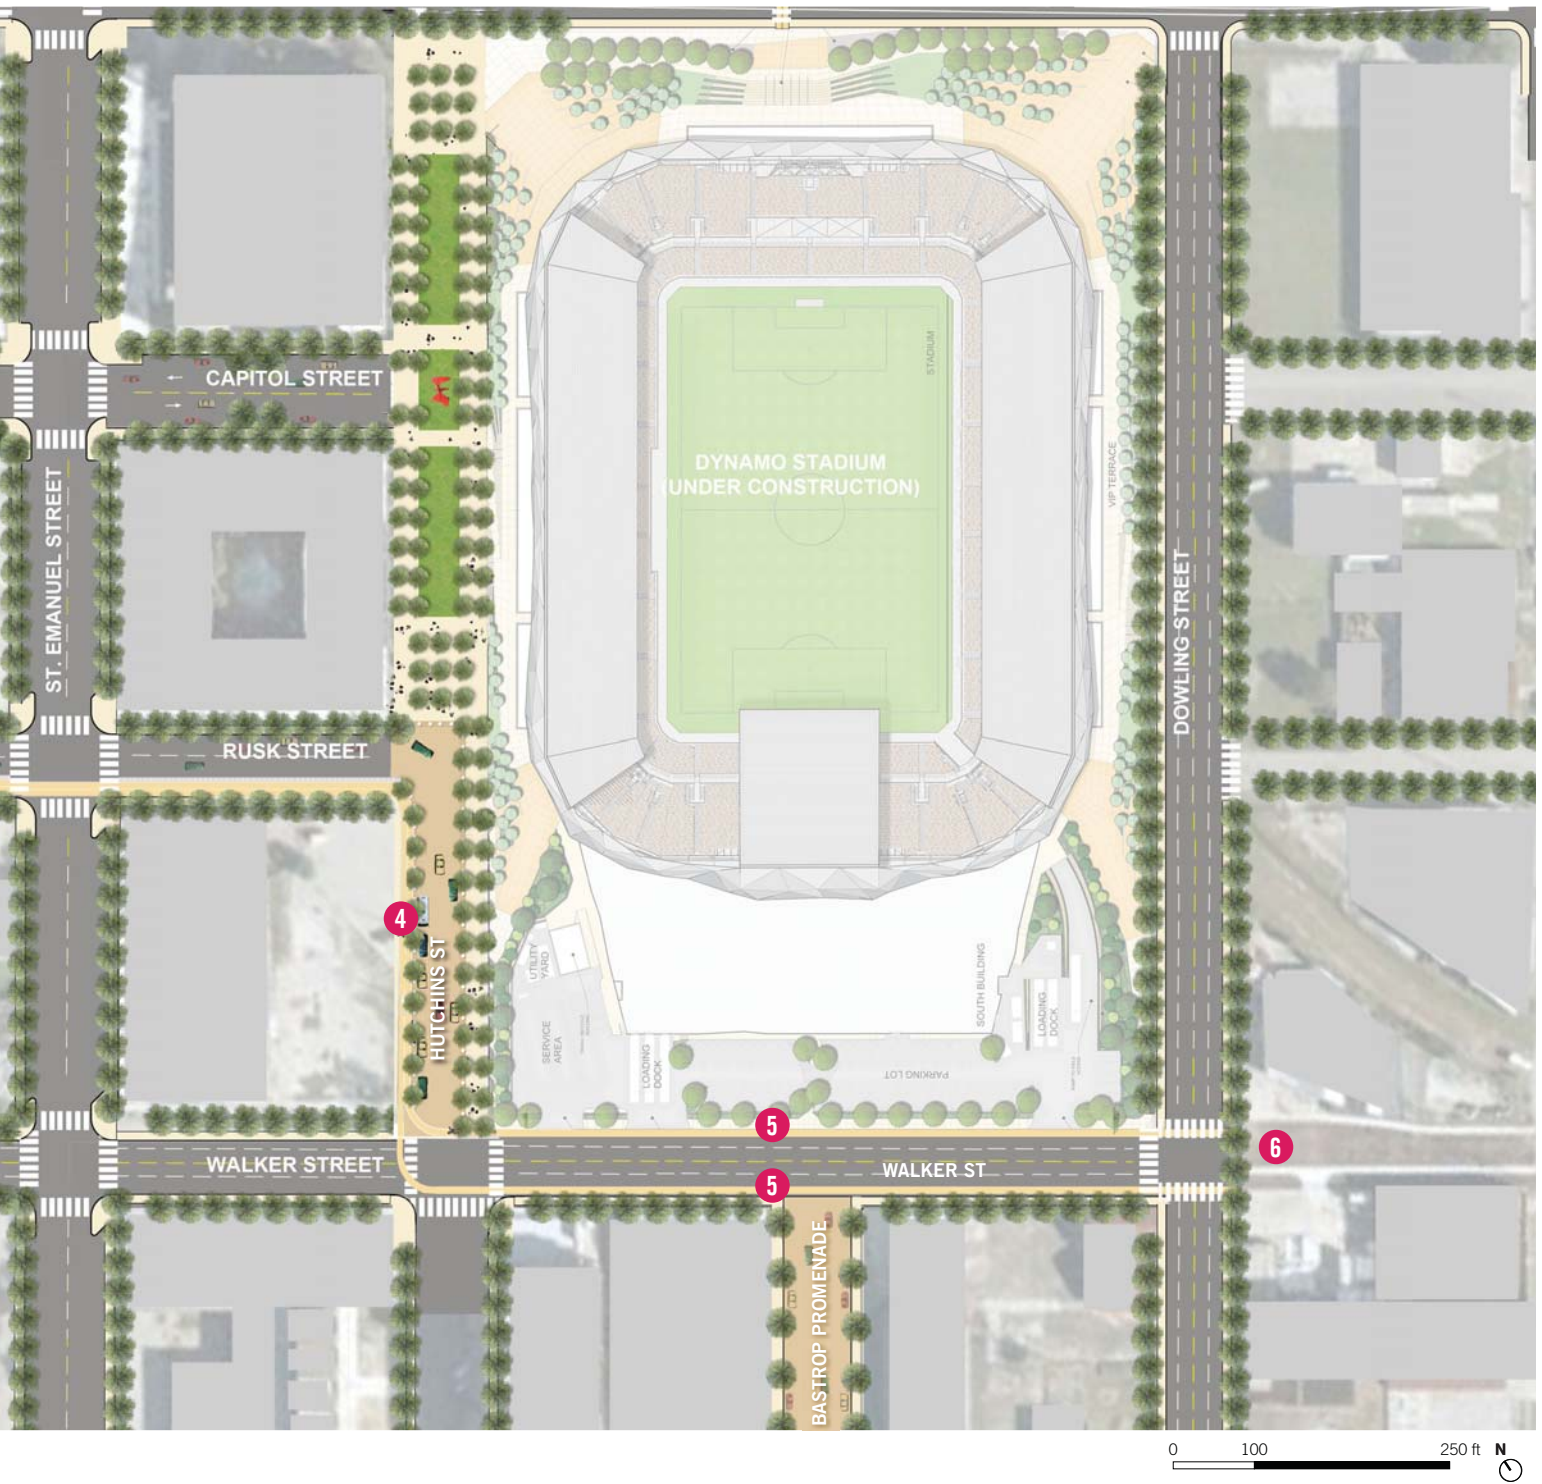 CAPITOL STREET
STADIUM
DYNAMO STADIUM
(UNDER CONSTRUCTION)
VIP TERRACE
ST. EMANUEL STREET
DOWLING STREET
RUSK STREET
4
HUTCHINS ST
UTILITY
YARD
SERVICE
AREA
LOADING
DOCK
SOUTH BUILDING
LOADING
DOCK
PARKING LOT
5
6
WALKER STREET
WALKER ST
5
BASTROP PROMENADE
0 100 250 ft N